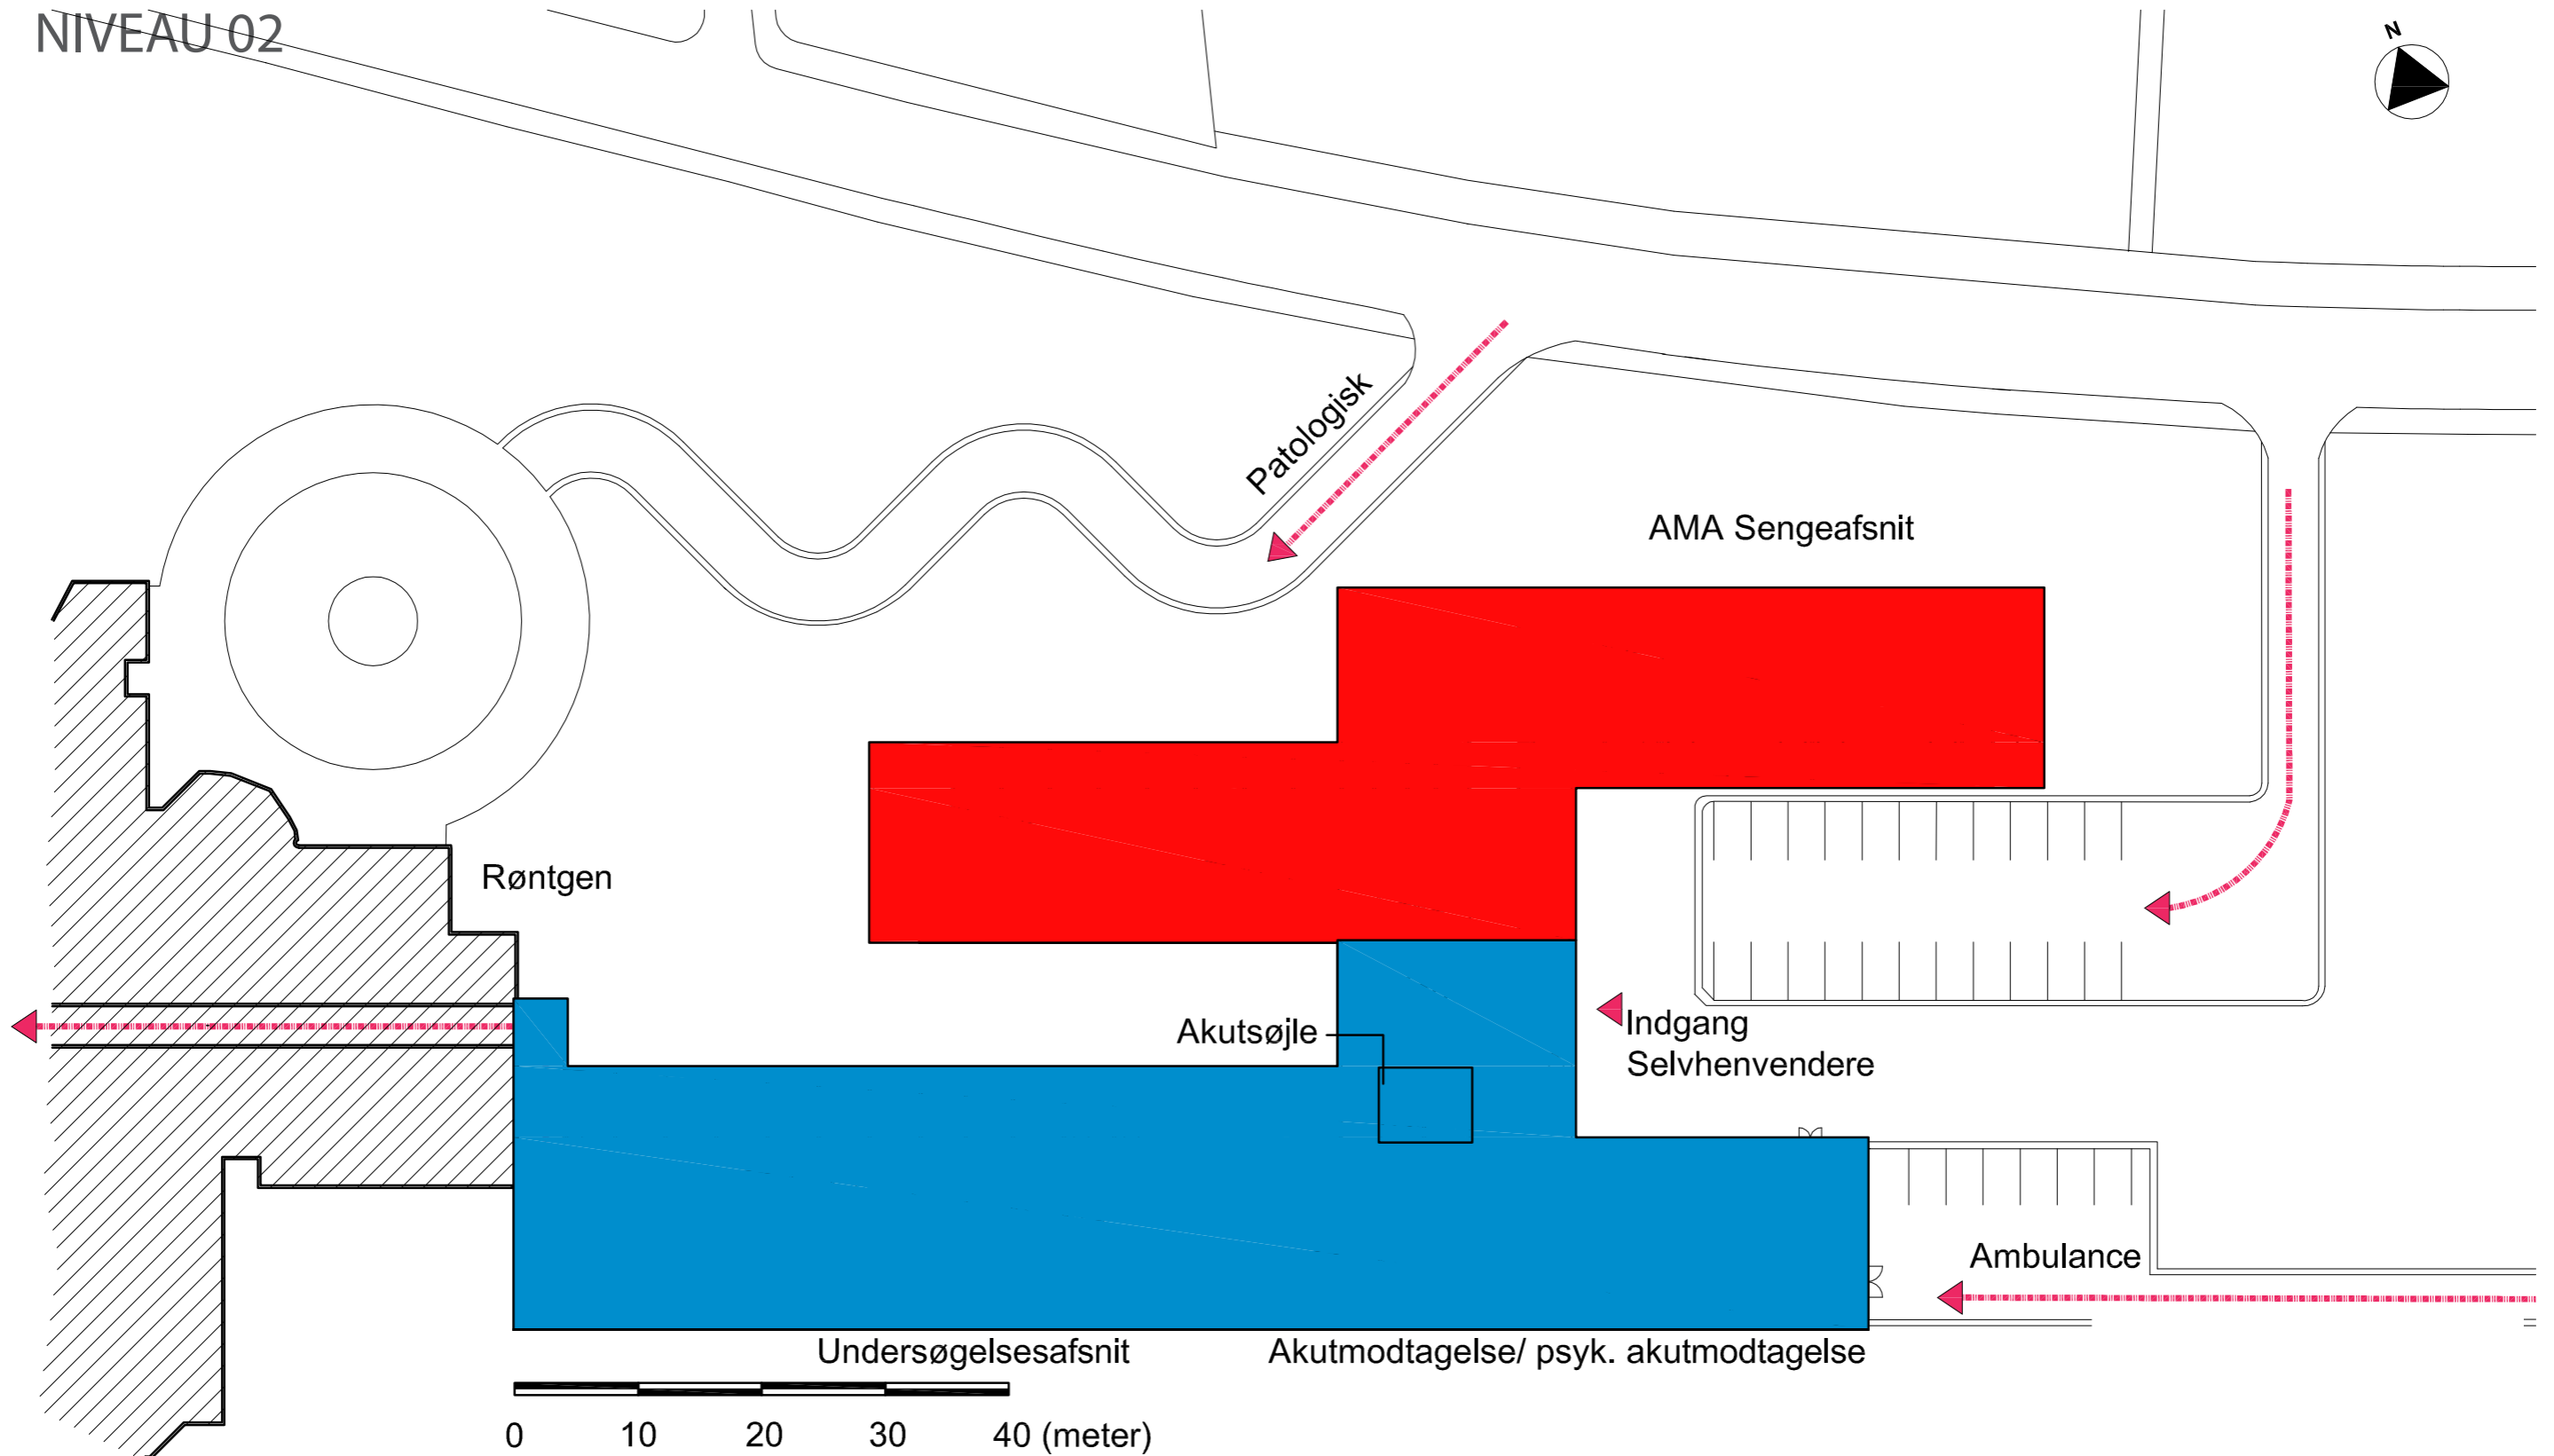 NIVEAU 02
N
Patologisk
AMA Sengeafsnit
Røntgen
Akutsøjle
Indgang
Selvhenvendere
Ambulance
Undersøgelsesafsnit
Akutmodtagelse/ psyk. akutmodtagelse
0 10 20 30 40 (meter)